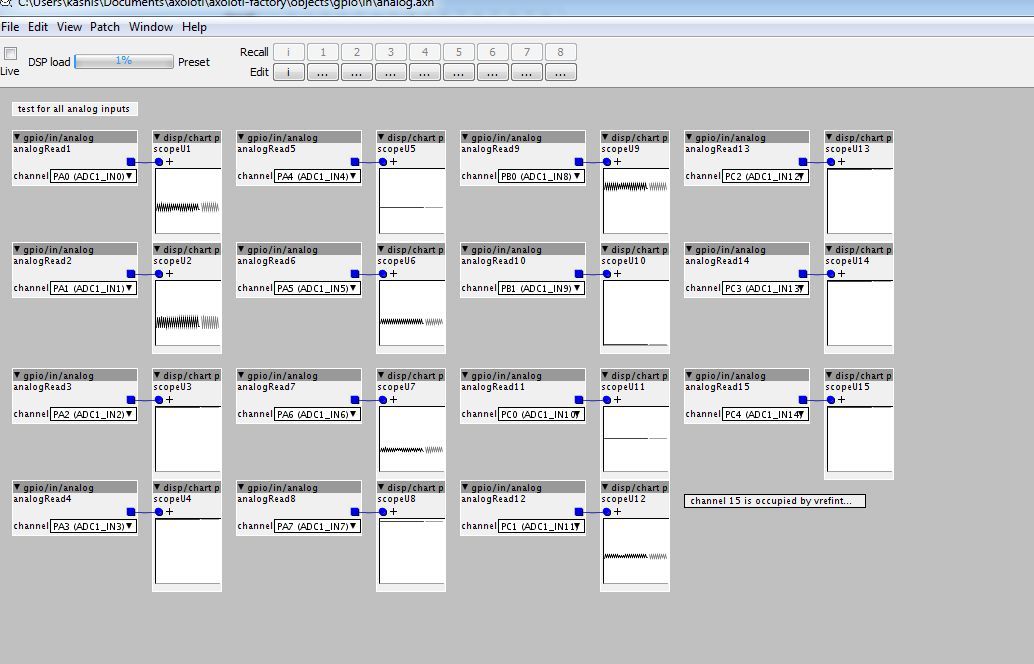 C:\Users\kashis\Documents\axoloti\axoloti-factory\objects\gpio\in\analog.axh
File Edit View Patch Window Help
Live
DSP load 1% Preset
Recall i 1 2 3 4 5 6 7 8
Edit i ... ... ... ... ... ... ... ...
test for all analog inputs
gpio/in/analog disp/chart p gpio/in/analog disp/chart p gpio/in/analog disp/chart p gpio/in/analog disp/chart p
analogRead1 scopeU1 analogRead5 scopeU5 analogRead9 scopeU9 analogRead13 scopeU13
+ + + +
channel PA0 (ADC1_IN0) channel PA4 (ADC1_IN4) channel PB0 (ADC1_IN8) channel PC2 (ADC1_IN12
gpio/in/analog disp/chart p gpio/in/analog disp/chart p gpio/in/analog disp/chart p gpio/in/analog disp/chart p
analogRead2 scopeU2 analogRead6 scopeU6 analogRead10 scopeU10 analogRead14 scopeU14
+ + + +
channel PA1 (ADC1_IN1) channel PA5 (ADC1_IN5) channel PB1 (ADC1_IN9) channel PC3 (ADC1_IN13
gpio/in/analog disp/chart p gpio/in/analog disp/chart p gpio/in/analog disp/chart p gpio/in/analog disp/chart p
analogRead3 scopeU3 analogRead7 scopeU7 analogRead11 scopeU11 analogRead15 scopeU15
+ + + +
channel PA2 (ADC1_IN2) channel PA6 (ADC1_IN6) channel PC0 (ADC1_IN10 channel PC4 (ADC1_IN14
gpio/in/analog disp/chart p gpio/in/analog disp/chart p gpio/in/analog disp/chart p
analogRead4 scopeU4 analogRead8 scopeU8 analogRead12 scopeU12
+ + +
channel PA3 (ADC1_IN3) channel PA7 (ADC1_IN7) channel PC1 (ADC1_IN11
channel 15 is occupied by vrefint...